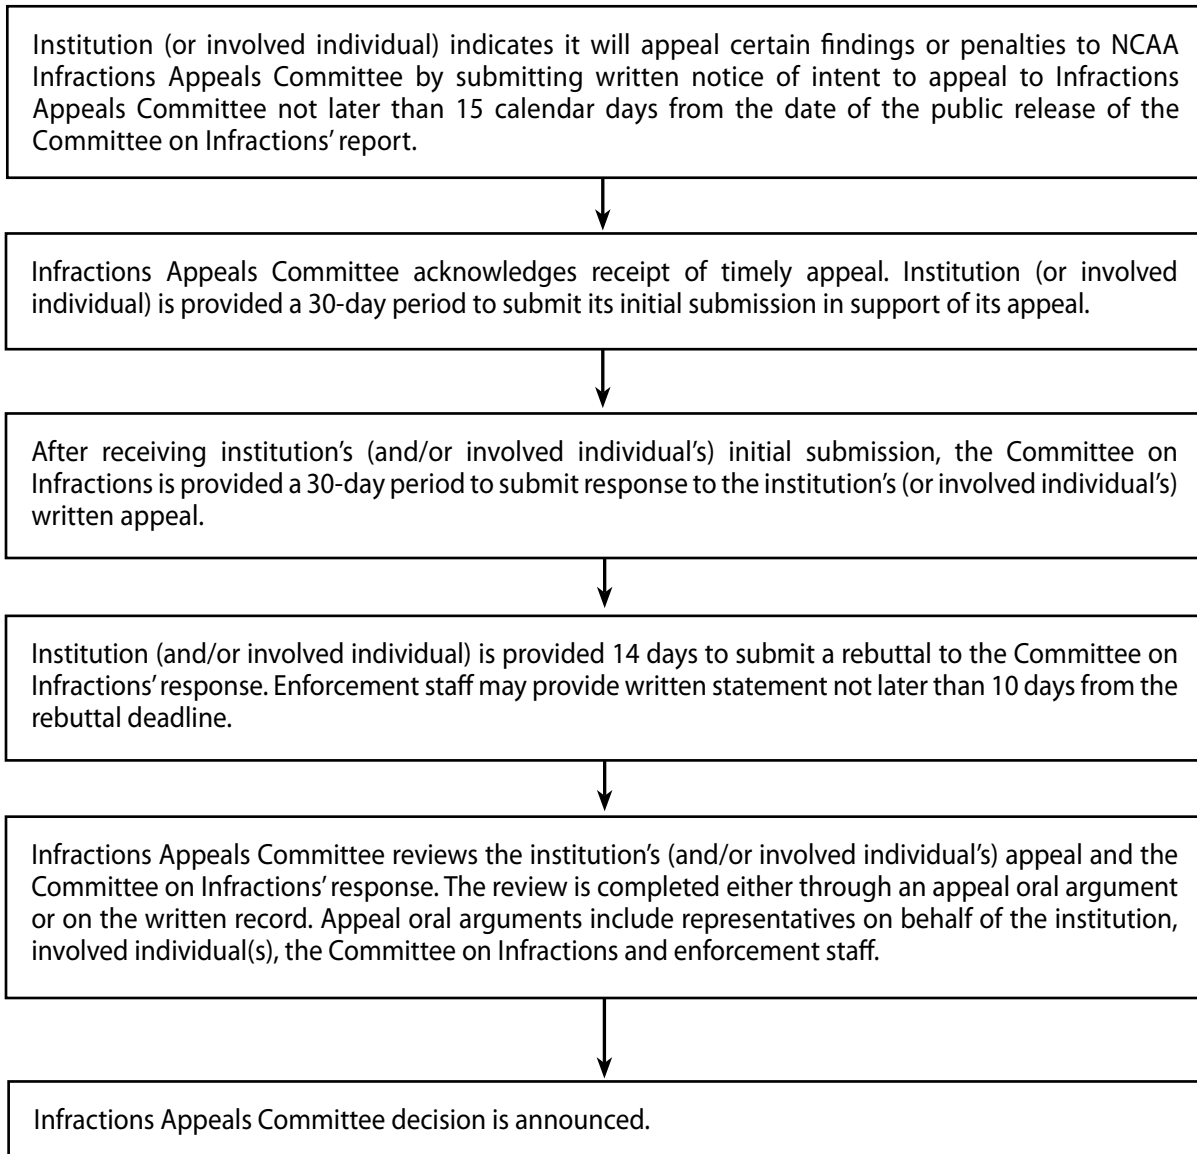 Institution (or involved individual) indicates it will appeal certain findings or penalties to NCAA
Infractions Appeals Committee by submitting written notice of intent to appeal to Infractions
Appeals Committee not later than 15 calendar days from the date of the public release of the
Committee on Infractions’ report.
Infractions Appeals Committee acknowledges receipt of timely appeal. Institution (or involved
individual) is provided a 30-day period to submit its initial submission in support of its appeal.
After receiving institution’s (and/or involved individual’s) initial submission, the Committee on
Infractions is provided a 30-day period to submit response to the institution’s (or involved individual’s)
written appeal.
Institution (and/or involved individual) is provided 14 days to submit a rebuttal to the Committee on
Infractions’ response. Enforcement staff may provide written statement not later than 10 days from the
rebuttal deadline.
Infractions Appeals Committee reviews the institution’s (and/or involved individual’s) appeal and the
Committee on Infractions’ response. The review is completed either through an appeal oral argument
or on the written record. Appeal oral arguments include representatives on behalf of the institution,
involved individual(s), the Committee on Infractions and enforcement staff.
Infractions Appeals Committee decision is announced.